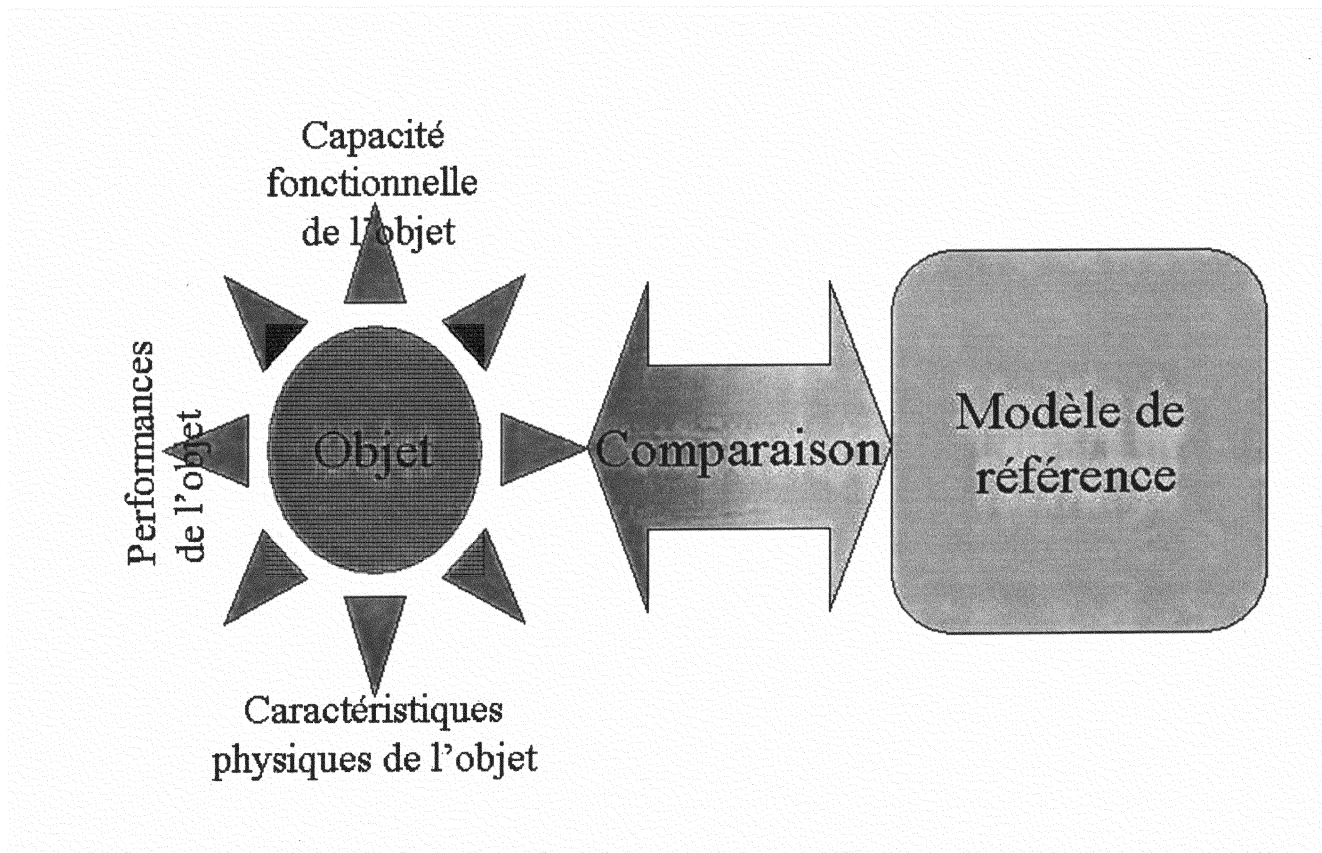 Capacité
fonctionnelle
de l'objet
Performances
de l'objet
Objet
Comparaison
Modèle de
référence
Caractéristiques
physiques de l'objet